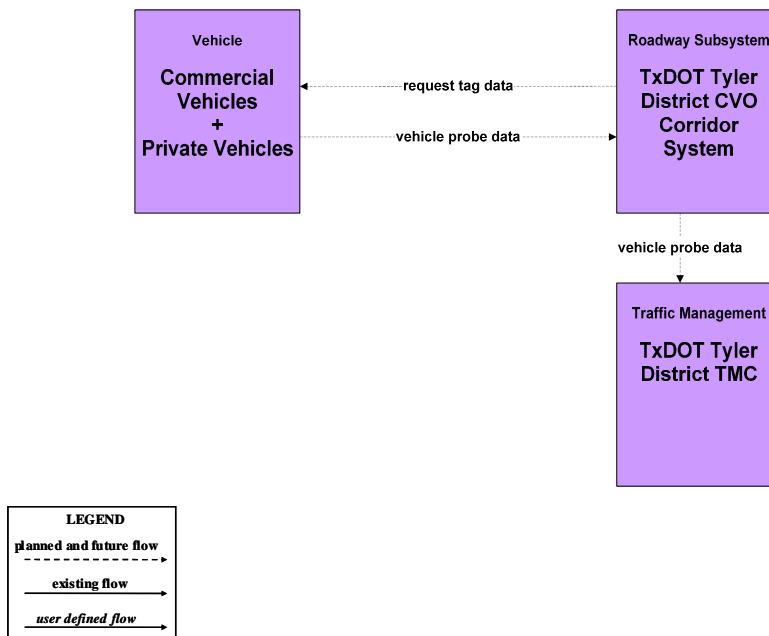 Vehicle
Commercial
Vehicles
+
Private Vehicles
request tag data
vehicle probe data
Roadway Subsystem
TxDOT Tyler
District CVO
Corridor
System
vehicle probe data
Traffic Management
TxDOT Tyler
District TMC
LEGEND
planned and future flow
existing flow
user defined flow